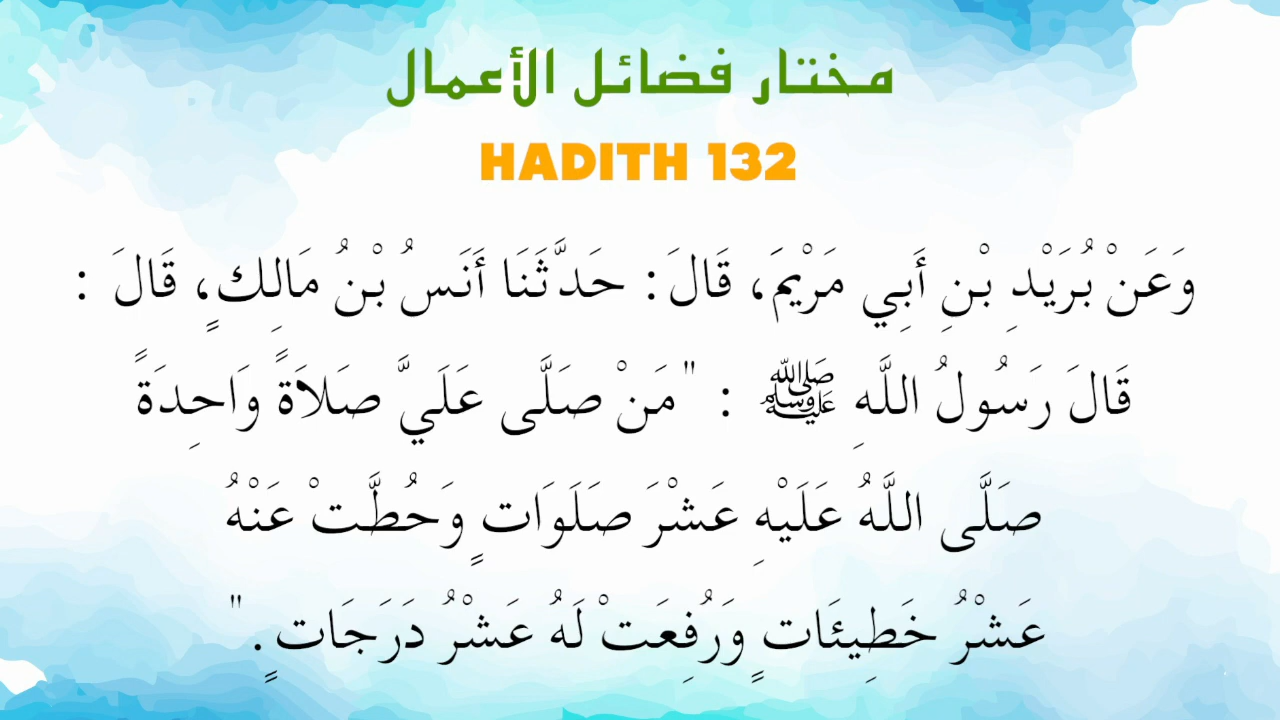 مختار فضائل الأعمال
HADITH 132
وَعَنْ بُرَيْدِ بْنِ أَبِي مَرْيَمَ، قَالَ: حَدَّثَنَا أَنَسُ بْنُ مَالِكٍ، قَالَ :
قَالَ رَسُولُ اللَّهِ ﷺ : " مَنْ صَلَّى عَلَيَّ صَلاَةً وَاحِدَةً
صَلَّى اللَّهُ عَلَيْهِ عَشْرَ صَلَوَاتٍ وَحُطَّتْ عَنْهُ
عَشْرُ خَطِيئَاتٍ وَرُفِعَتْ لَهُ عَشْرُ دَرَجَاتٍ . "